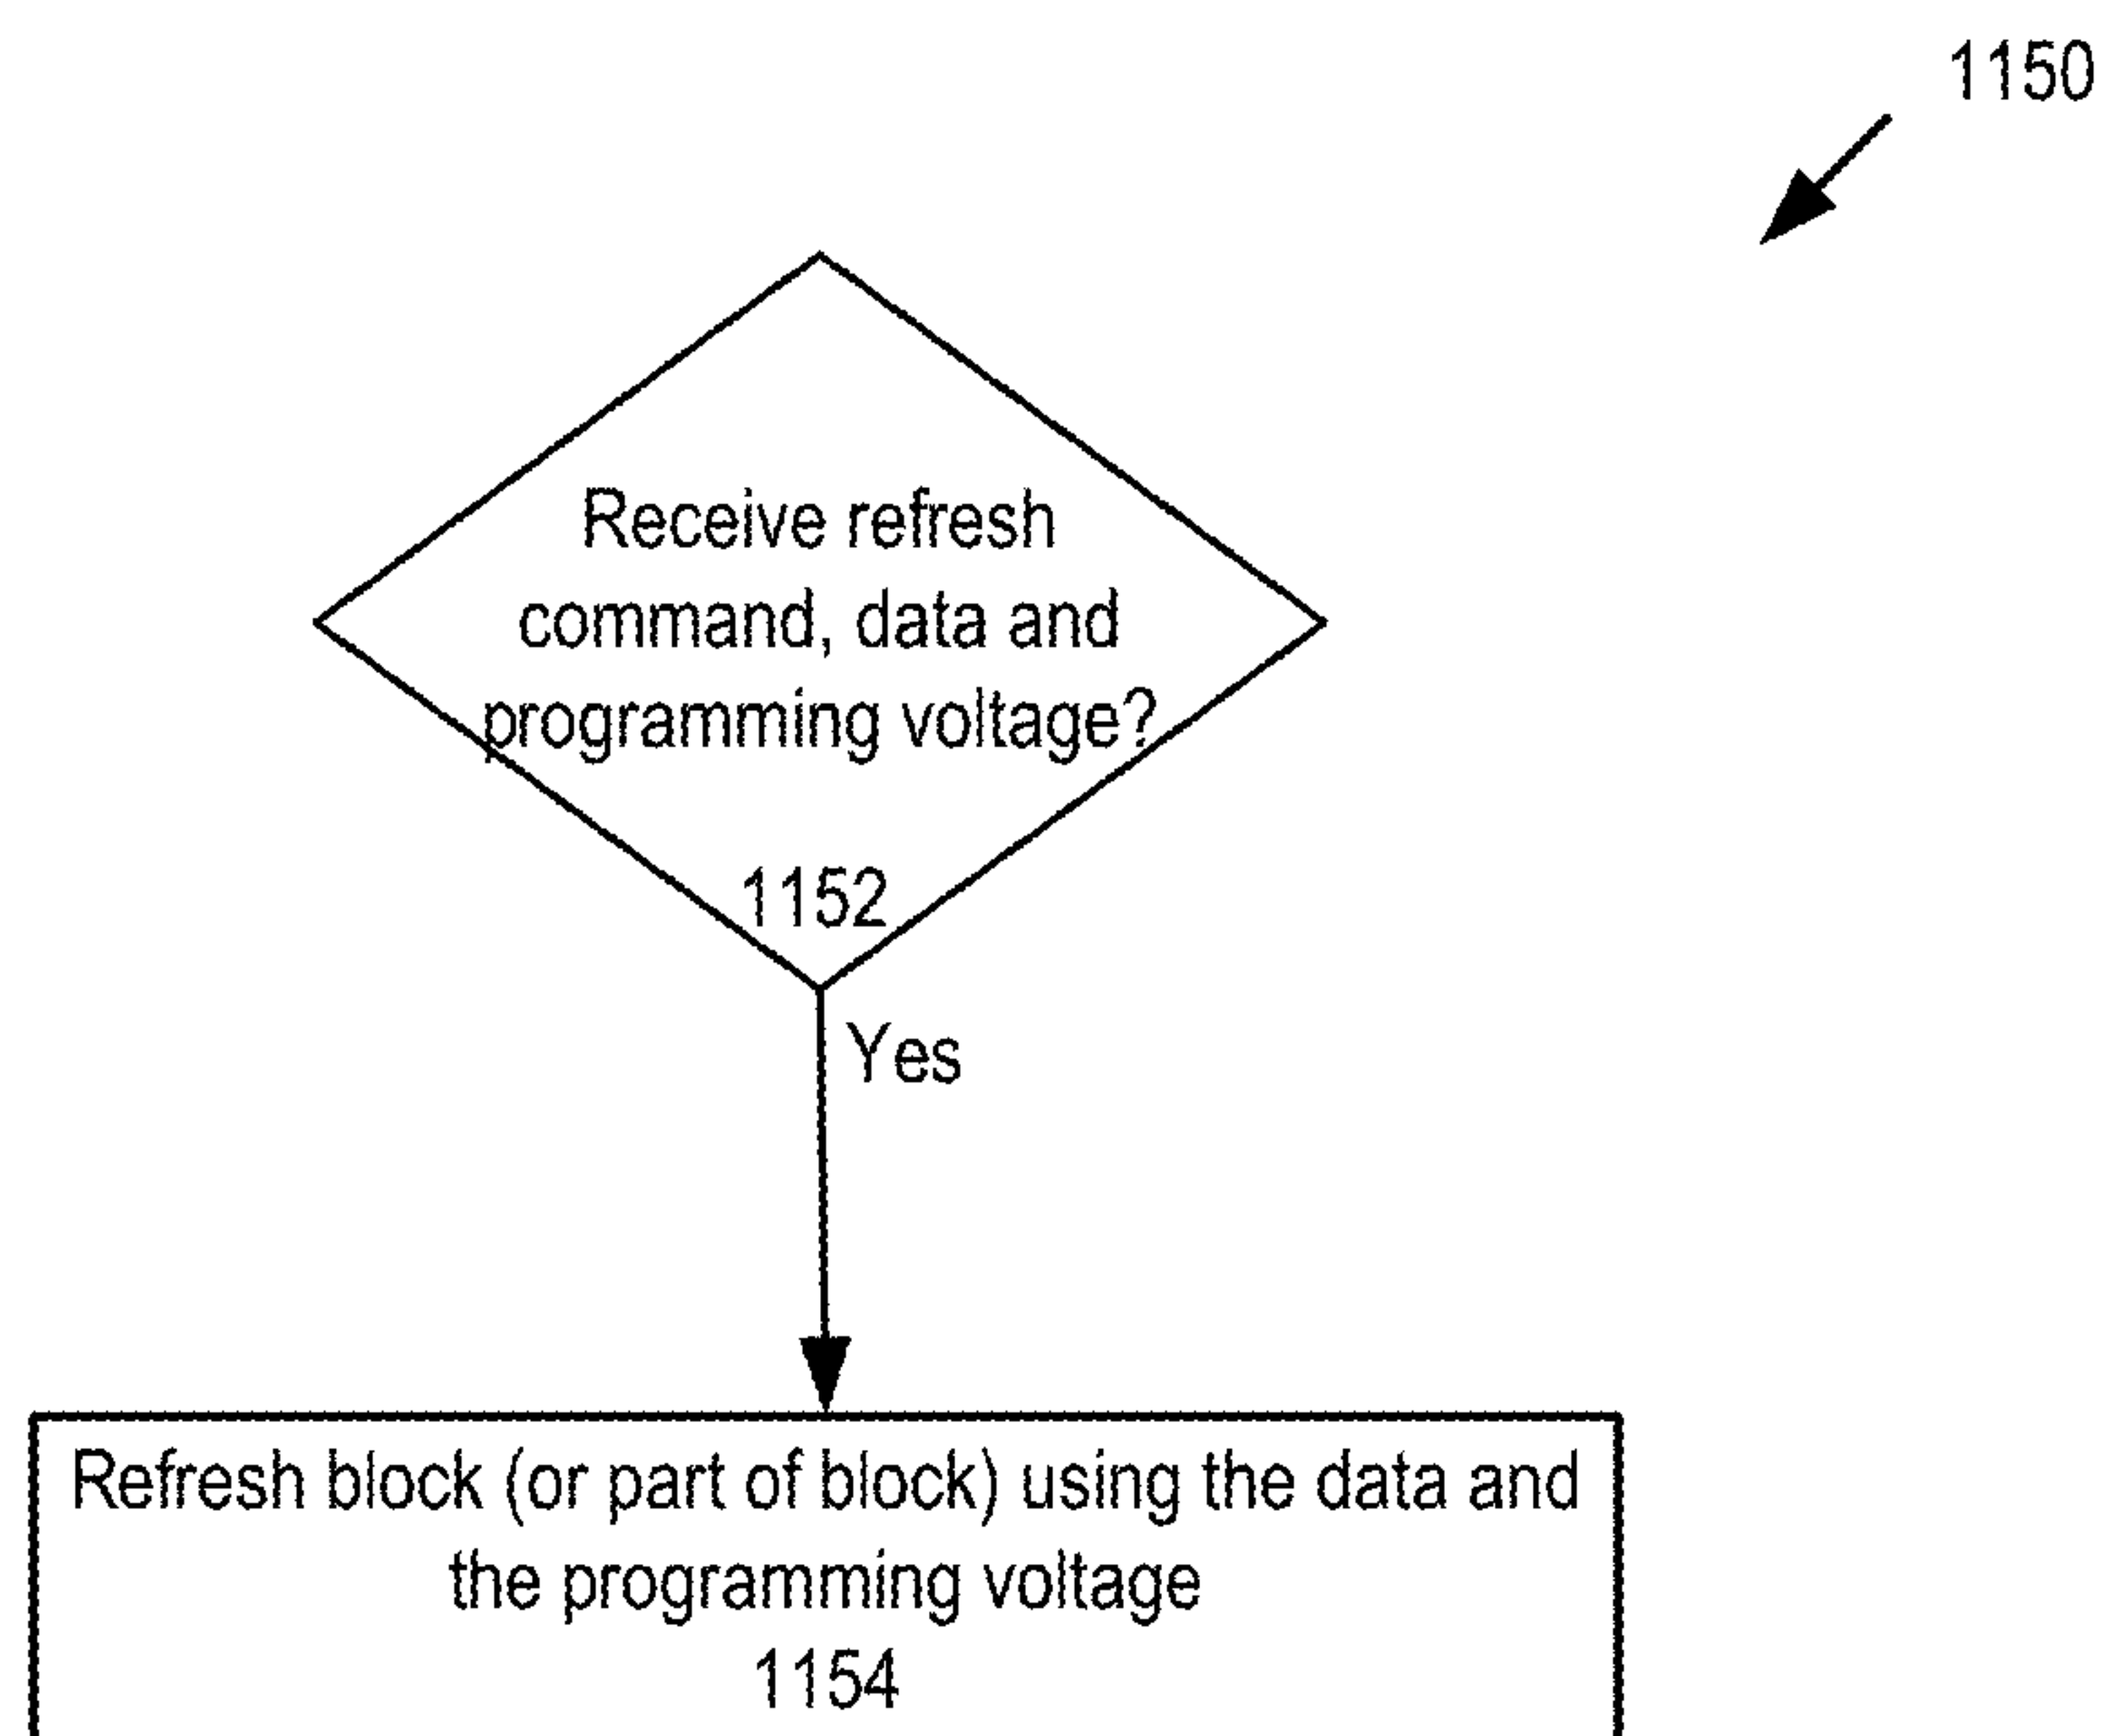 1150
Receive refresh
command, data and
programming voltage?
1152
Yes
Refresh block (or part of block) using the data and
the programming voltage
1154